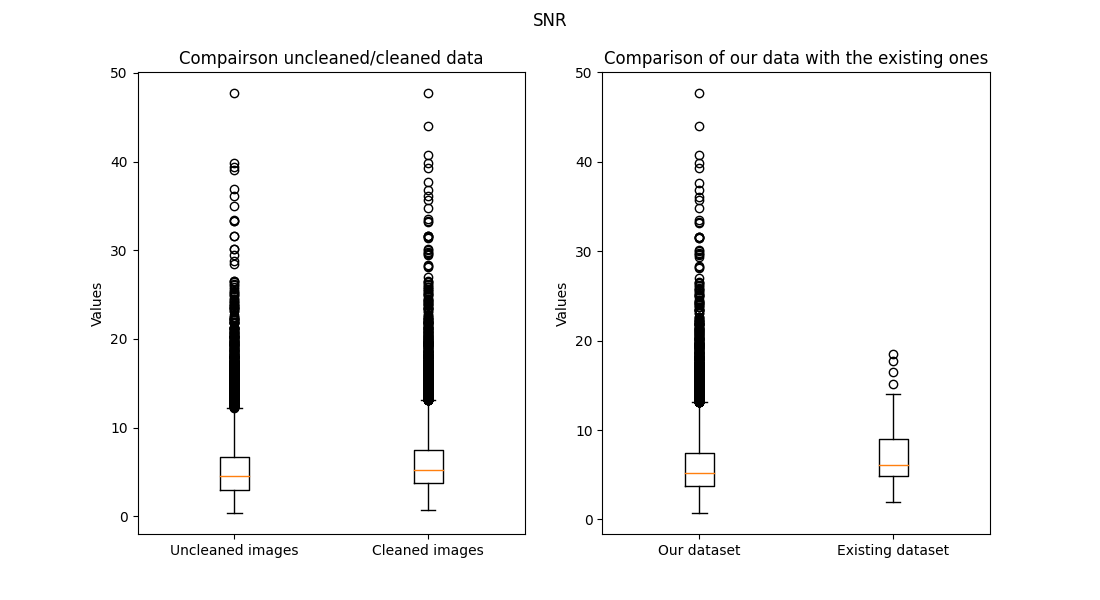 SNR
Compairson uncleaned/cleaned data
Comparison of our data with the existing ones
Values
50
40
30
20
10
0
Uncleaned images
Cleaned images
Values
50
40
30
20
10
0
Our dataset
Existing dataset